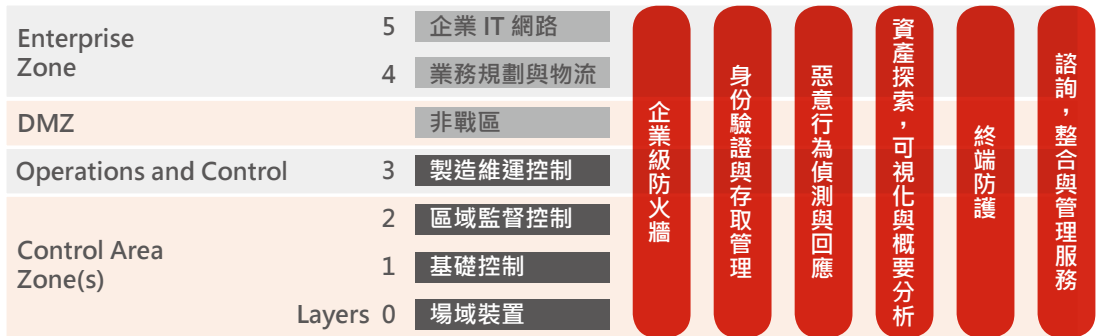 Enterprise
Zone
5 企業 IT 網路
4 業務規劃與物流
DMZ
非戰區
Operations and Control
3 製造維運控制
Control Area
Zone(s)
2 區域監督控制
1 基礎控制
Layers 0 場域裝置
企業級防火牆
身份驗證與存取管理
惡意行為偵測與回應
資產探索，可視化與概要分析
終端防護
諮詢，整合與管理服務